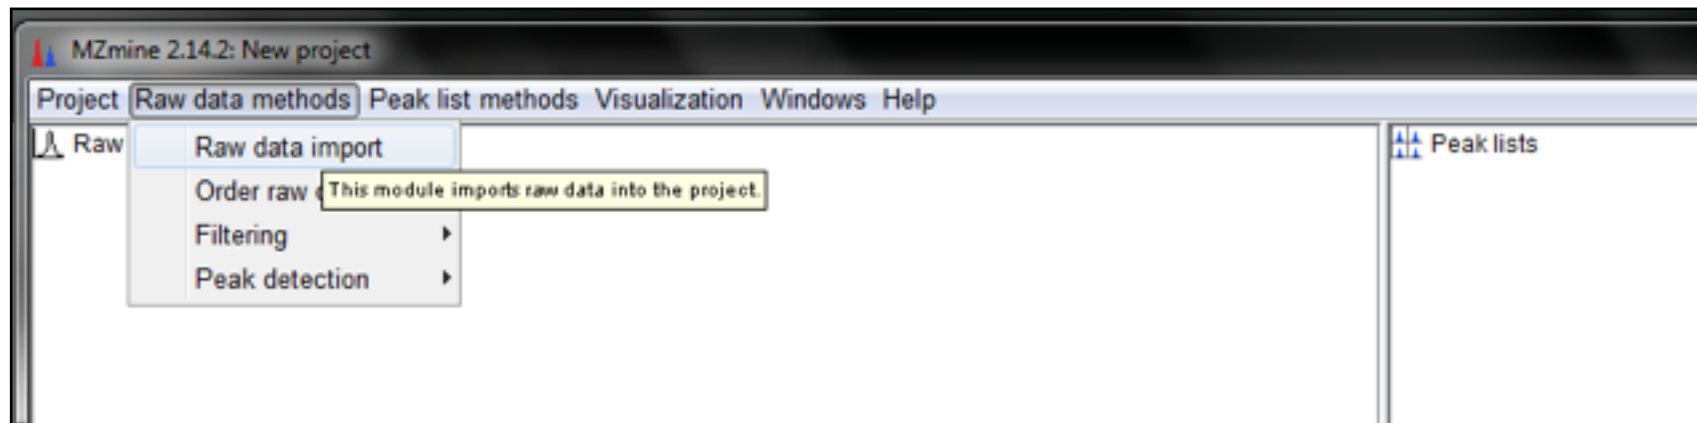 MZmine 2.14.2: New project
Project Raw data methods Peak list methods Visualization Windows Help
Raw
Peak lists
Raw data import
This module imports raw data into the project.
Order raw
Filtering
Peak detection